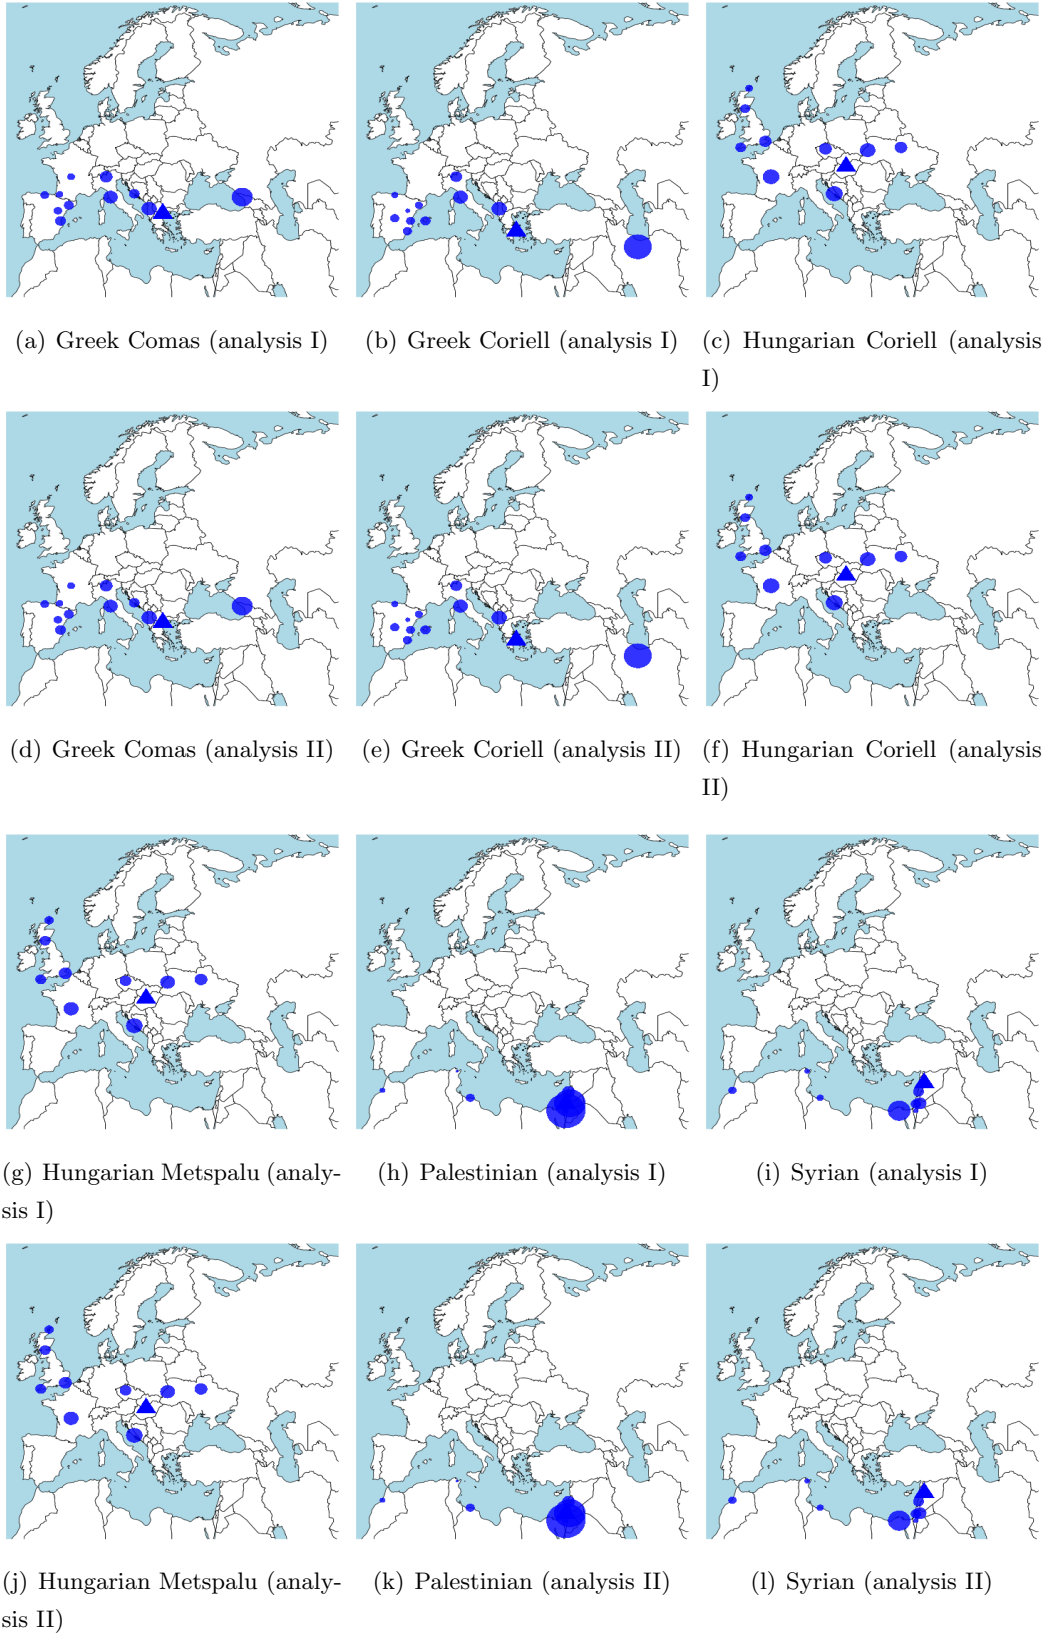 (a) Greek Comas (analysis I)
(b) Greek Coriell (analysis I)
(c) Hungarian Coriell (analysis
I)
(d) Greek Comas (analysis II)
(e) Greek Coriell (analysis II)
(f) Hungarian Coriell (analysis
II)
(g) Hungarian Metspalu (analy-
sis I)
(h) Palestinian (analysis I)
(i) Syrian (analysis I)
(j) Hungarian Metspalu (analy-
sis II)
(k) Palestinian (analysis II)
(l) Syrian (analysis II)